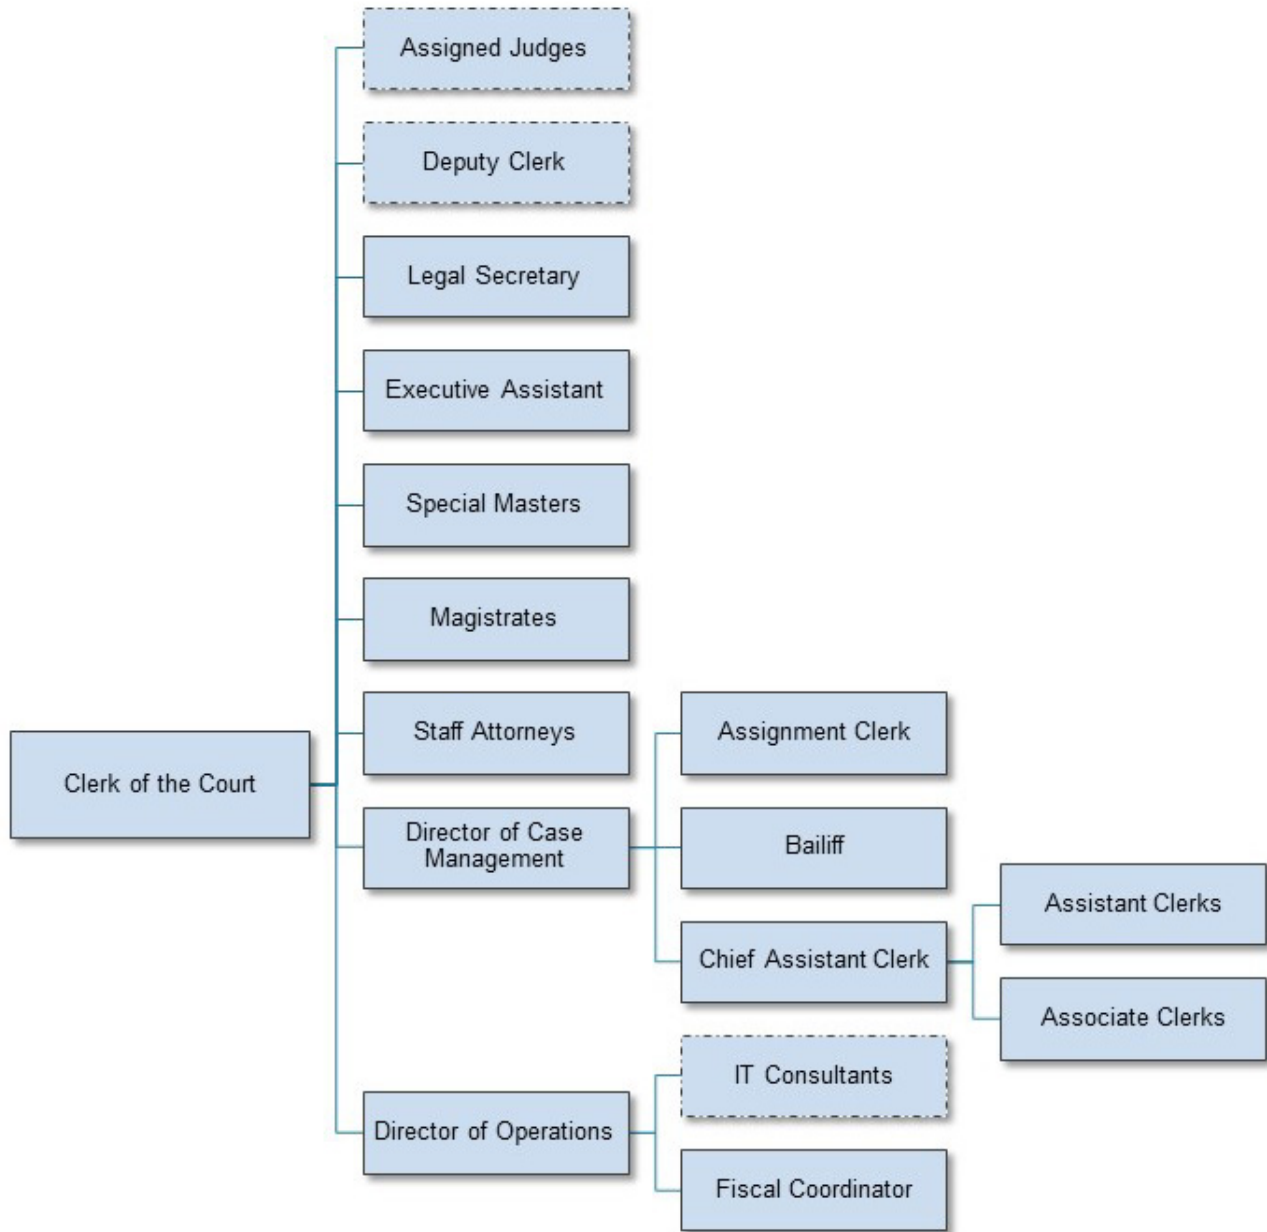 Assigned Judges
Deputy Clerk
Legal Secretary
Executive Assistant
Special Masters
Magistrates
Staff Attorneys
Assignment Clerk
Clerk of the Court
Director of Case
Management
Bailiff
Assistant Clerks
Chief Assistant Clerk
Associate Clerks
IT Consultants
Director of Operations
Fiscal Coordinator